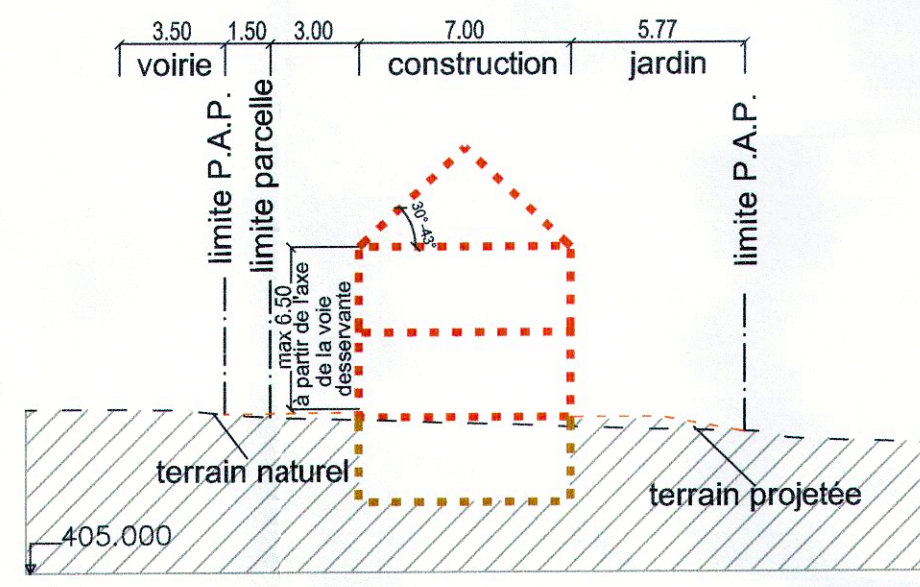 3.50 1.50 3.00 7.00 5.77
voirie
construction
jardin
limite P.A.P.
limite parcelle
limite P.A.P.
30°-43°
max 6.50
à partir de l'axe
de la voie
desservante
terrain naturel
terrain projetée
405.000